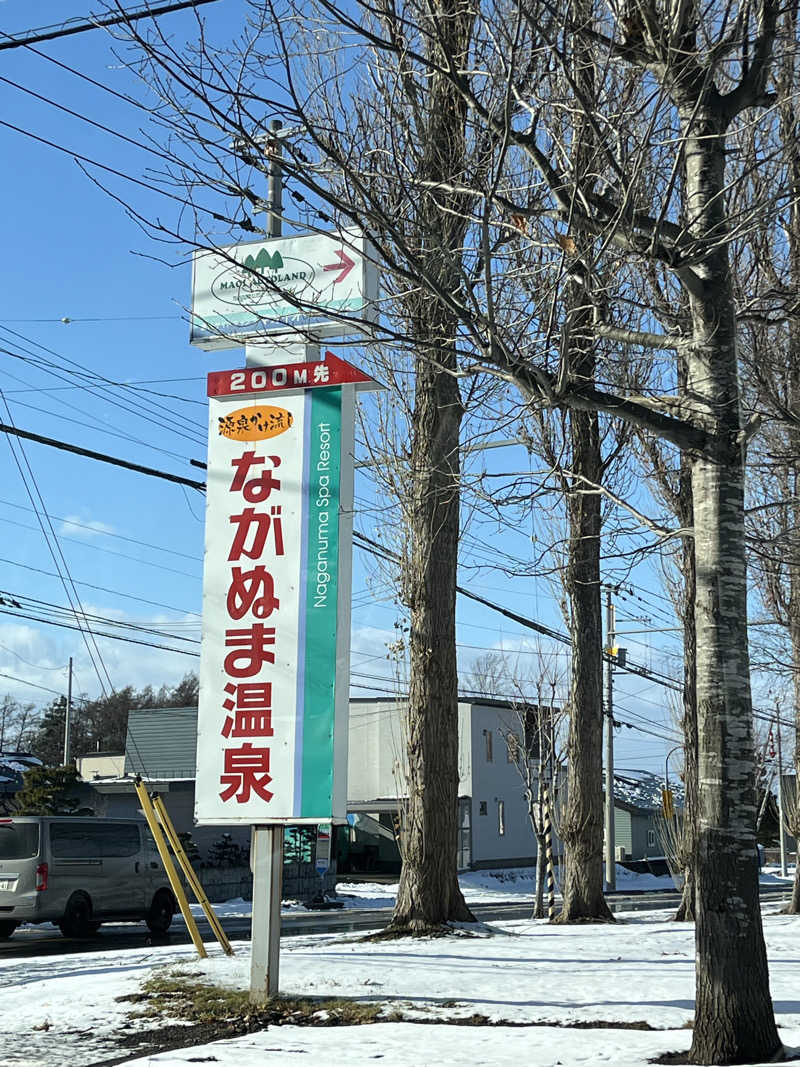 MAOI AUTOLAND
200M先
源泉かけ流し
ながぬま温泉
Naganuma Spa Resort